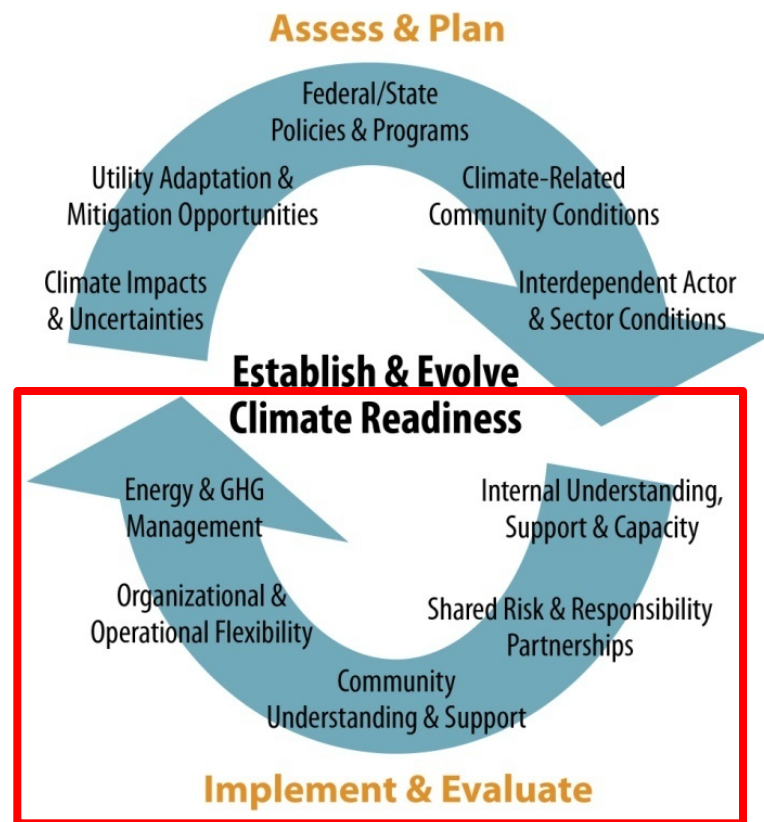 Assess & Plan
Federal/State
Policies & Programs
Utility Adaptation &
Mitigation Opportunities
Climate-Related
Community Conditions
Climate Impacts
& Uncertainties
Interdependent Actor
& Sector Conditions
Establish & Evolve
Climate Readiness
Energy & GHG
Management
Internal Understanding,
Support & Capacity
Organizational &
Operational Flexibility
Shared Risk & Responsibility
Partnerships
Community
Understanding & Support
Implement & Evaluate